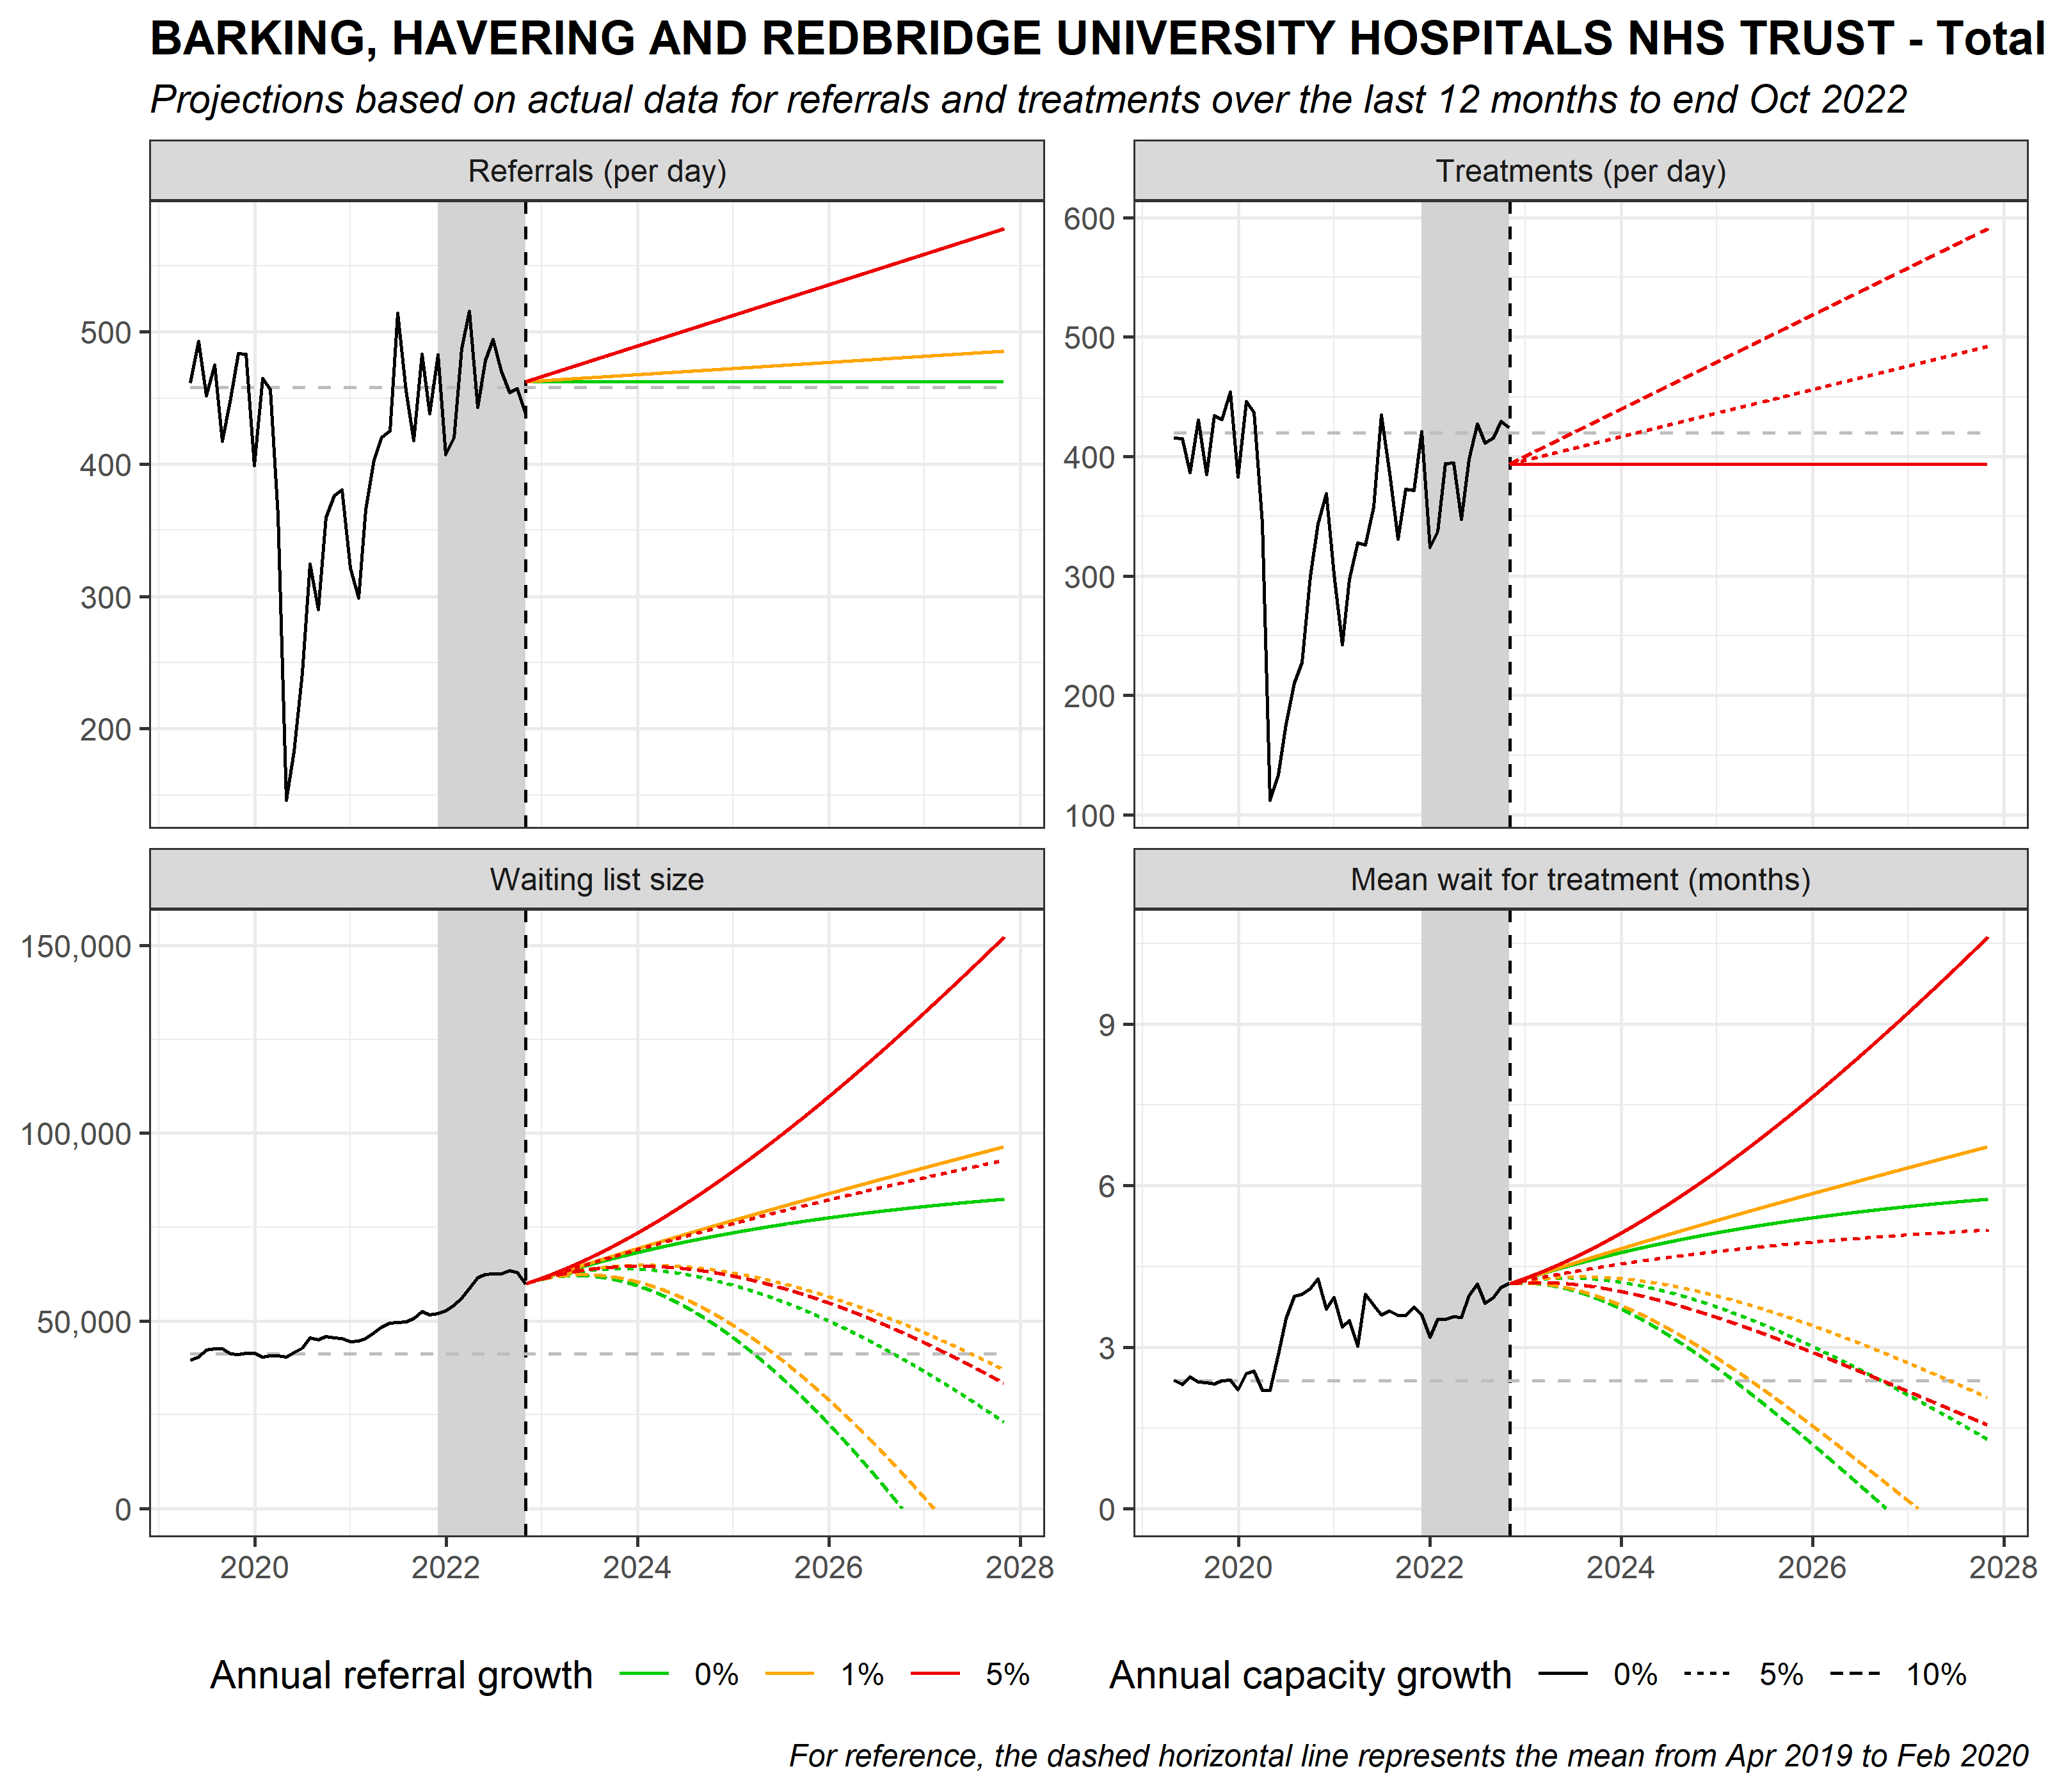 BARKING, HAVERING AND REDBRIDGE UNIVERSITY HOSPITALS NHS TRUST - Total
Projections based on actual data for referrals and treatments over the last 12 months to end Oct 2022
Referrals (per day)
500
400
300
200
Treatments (per day)
600
500
400
300
200
100
Waiting list size
150,000
100,000
50,000
0
2020 2022 2024 2026 2028
Mean wait for treatment (months)
9
6
3
0
2020 2022 2024 2026 2028
Annual referral growth 0% 1% 5%
Annual capacity growth 0% 5% 10%
For reference, the dashed horizontal line represents the mean from Apr 2019 to Feb 2020